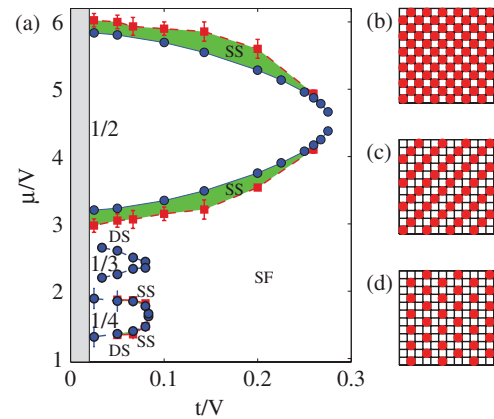 (a)
(b)
(c)
(d)
6
5
4
3
2
1
μ/V
SS
1/2
SS
DS
1/3
SS
1/4
SS
DS
SF
0
0.1
0.2
0.3
t/V